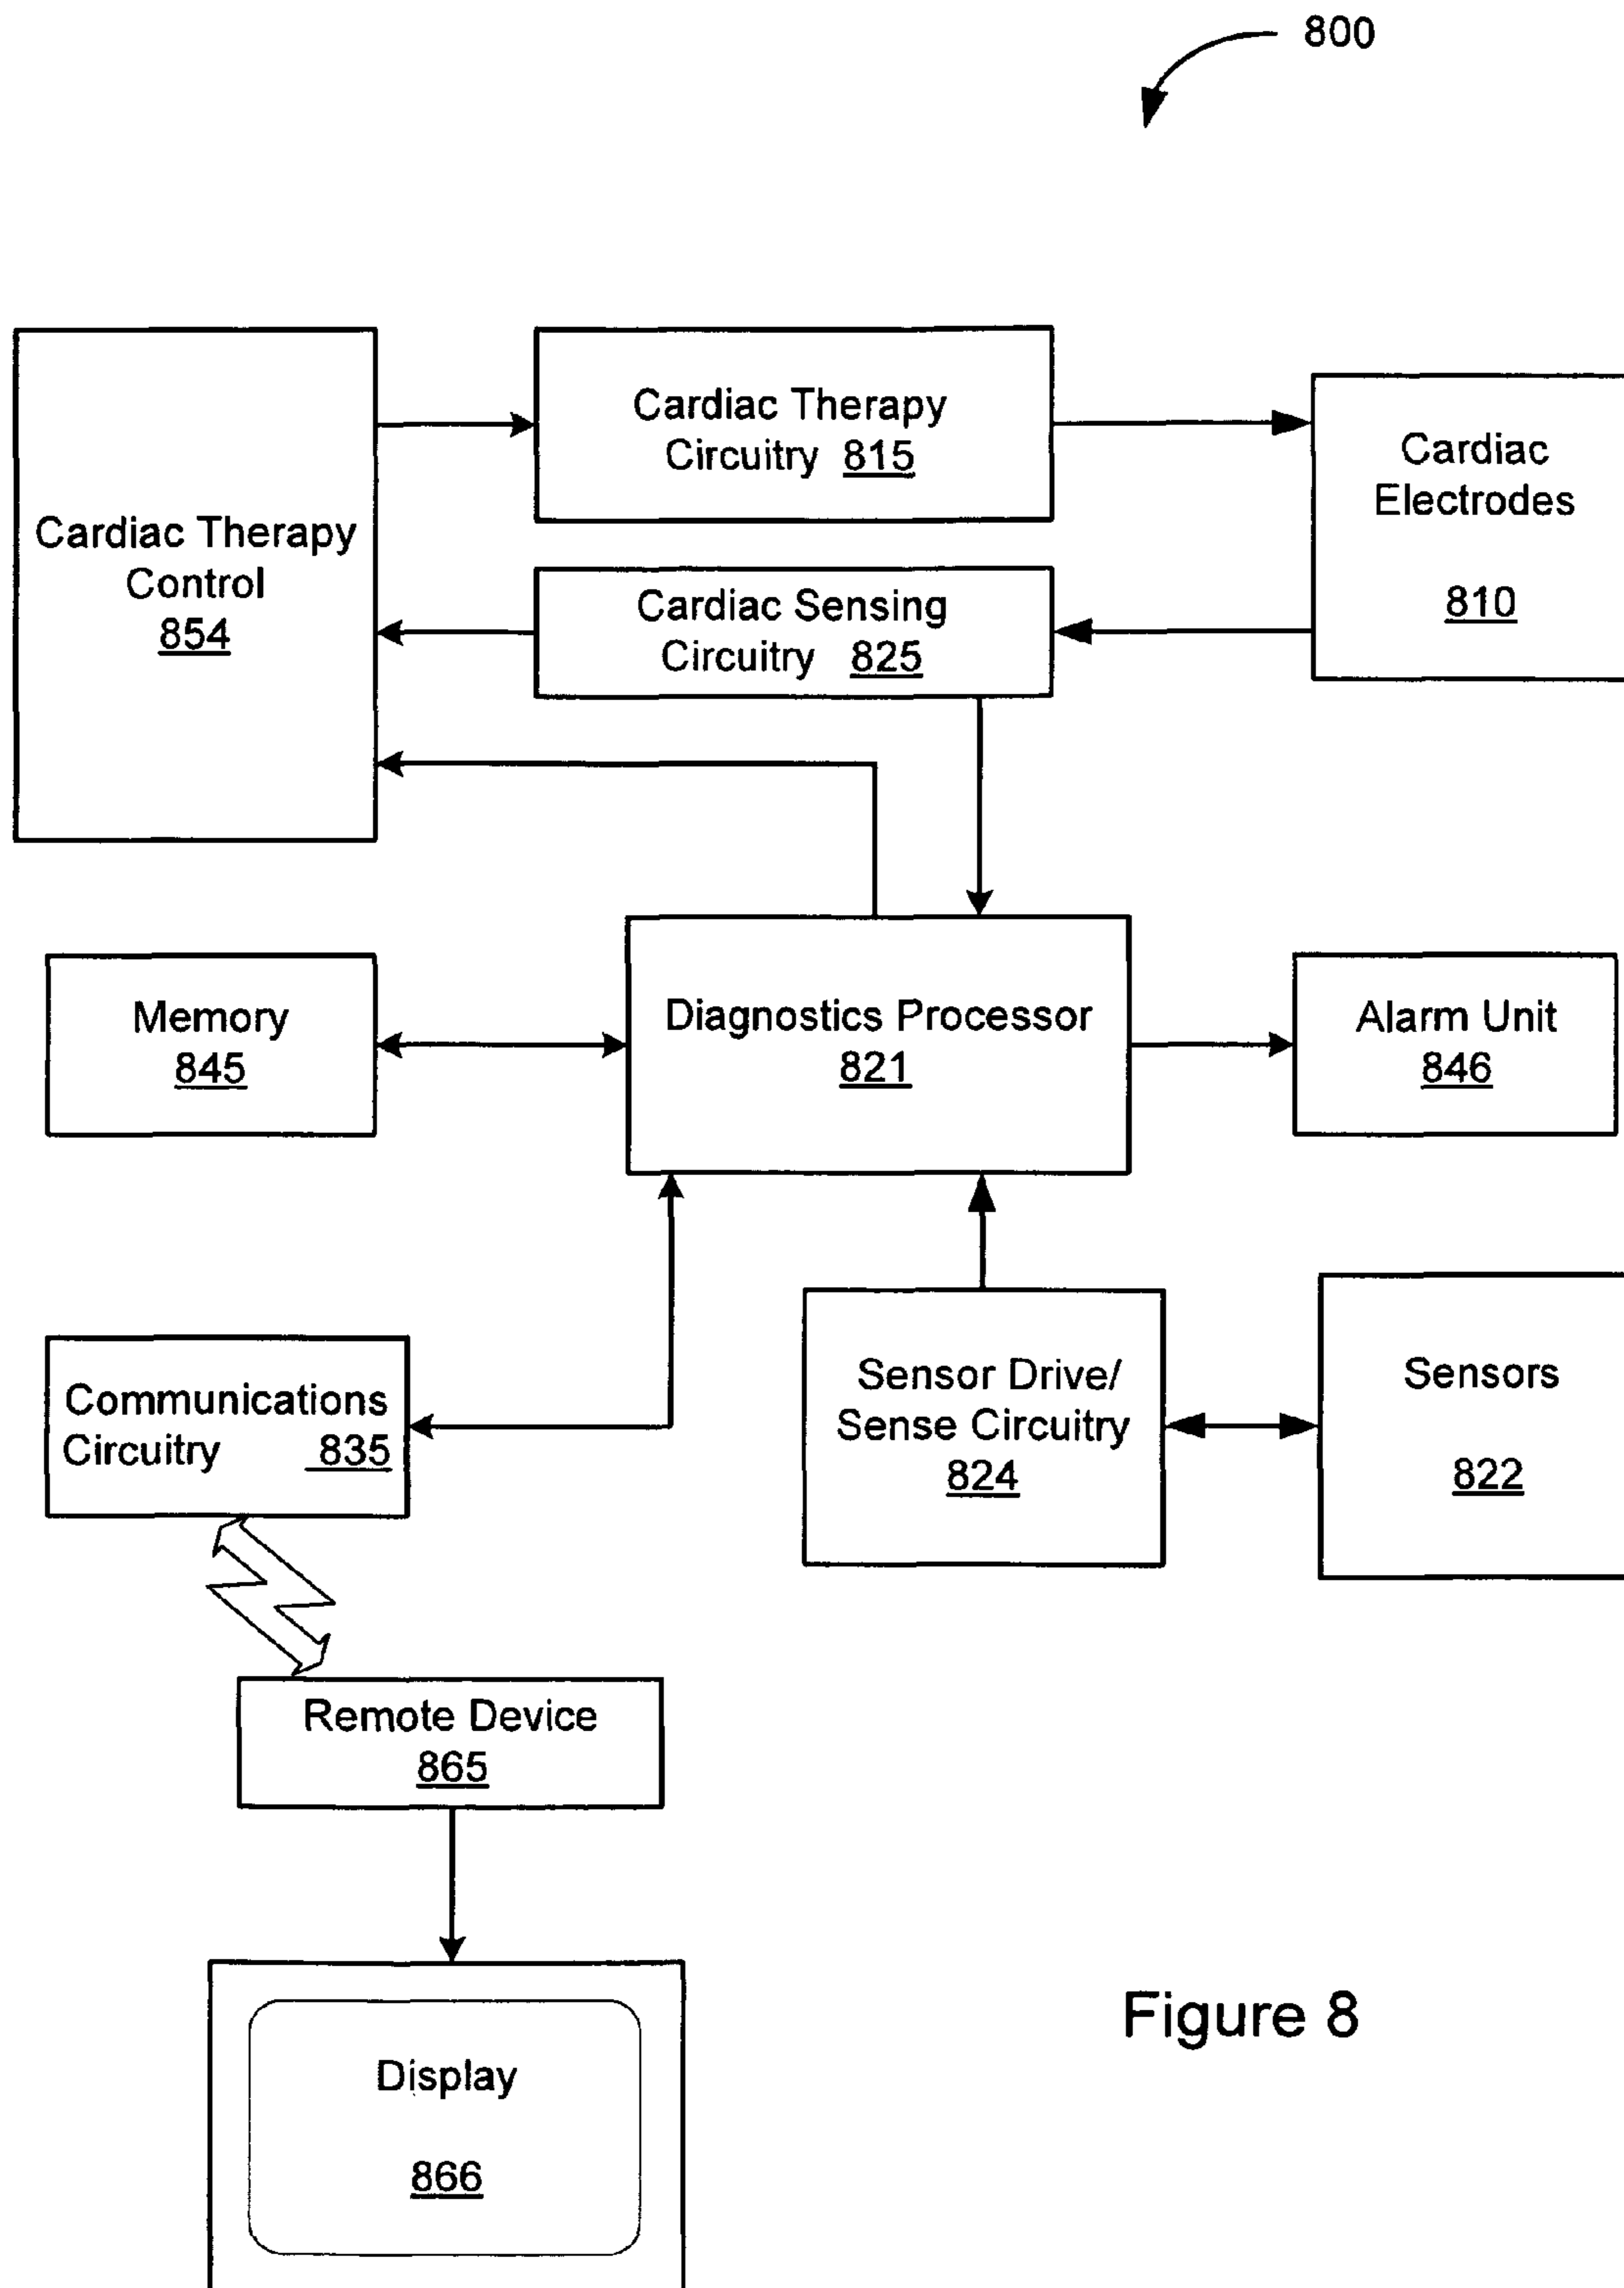 800
Cardiac Therapy
Control
854
Cardiac Therapy
Circuitry 815
Cardiac
Electrodes
810
Cardiac Sensing
Circuitry 825
Memory
845
Diagnostics Processor
821
Alarm Unit
846
Communications
Circuitry 835
Sensor Drive/
Sense Circuitry
824
Sensors
822
Remote Device
865
Display
866
Figure 8